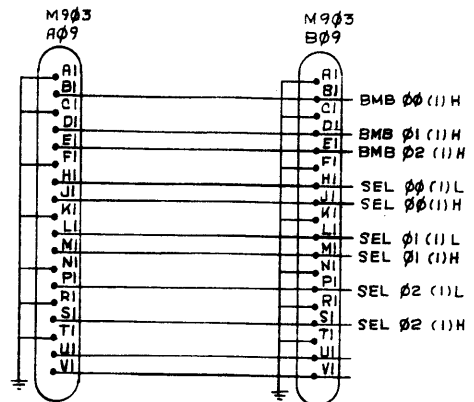 M9Ø3 M9Ø3
AØ9 BØ9
A1 A1
B1 B1 BMB ØØ (1) H
C1 C1
D1 D1 BMB Ø1 (1) H
E1 E1 BMB Ø2 (1) H
F1 F1
H1 H1 SEL ØØ (1) L
J1 J1 SEL ØØ (1) H
K1 K1
L1 L1 SEL Ø1 (1) L
M1 M1 SEL Ø1 (1) H
N1 N1
P1 P1 SEL Ø2 (1) L
R1 R1
S1 S1 SEL Ø2 (1) H
T1 T1
U1 U1
V1 V1